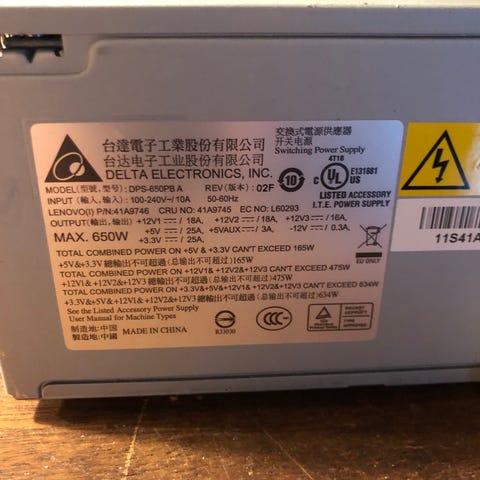 台達電子工業股份有限公司
台达电子工业股份有限公司
DELTA ELECTRONICS, INC.
交換式電源供應器
开关电源
Switching Power Supply
MODEL(型號, 型号): DPS-650PB A REV(版本): 02F
INPUT(輸入, 输入): 100-240V~/10A 50-60Hz
LENOVO(I) P/N:41A9746 CRU NO: 41A9745 EC NO: L60293
OUTPUT(輸出, 输出): +12V1 ⎓ / 18A, +12V2 ⎓ / 18A, +12V3 ⎓ / 16A,
MAX. 650W +5V ⎓ / 25A, +5VAUX ⎓ / 3A, -12V ⎓ / 0.3A
+3.3V ⎓ / 25A
10
4T18
c UL us
E131881
LISTED ACCESSORY
I.T.E. POWER SUPPLY
EU ONLY
TOTAL COMBINED POWER ON +5V & +3.3V CAN'T EXCEED 165W
+5V&+3.3V 總輸出不可超過 (总输出不可超过)165W
TOTAL COMBINED POWER ON +12V1&+12V2&+12V3 CAN'T EXCEED 475W
+12V1 &+12V2 &+12V3 總輸出不可超過 (总输出不可超过)475W
TOTAL COMBINED POWER ON +3.3V&+5V&+12V1 &+12V2 &+12V3 CAN'T EXCEED 634W
+3.3V&+5V &+12V1 &+12V2 &+12V3 總輸出不可超過 (总输出不可超过)634W
See the Listed Accessory Power Supply
User Manual for Machine Types
制造地: 中国
製造地: 中國
MADE IN CHINA
R33030
CCC
11S41A